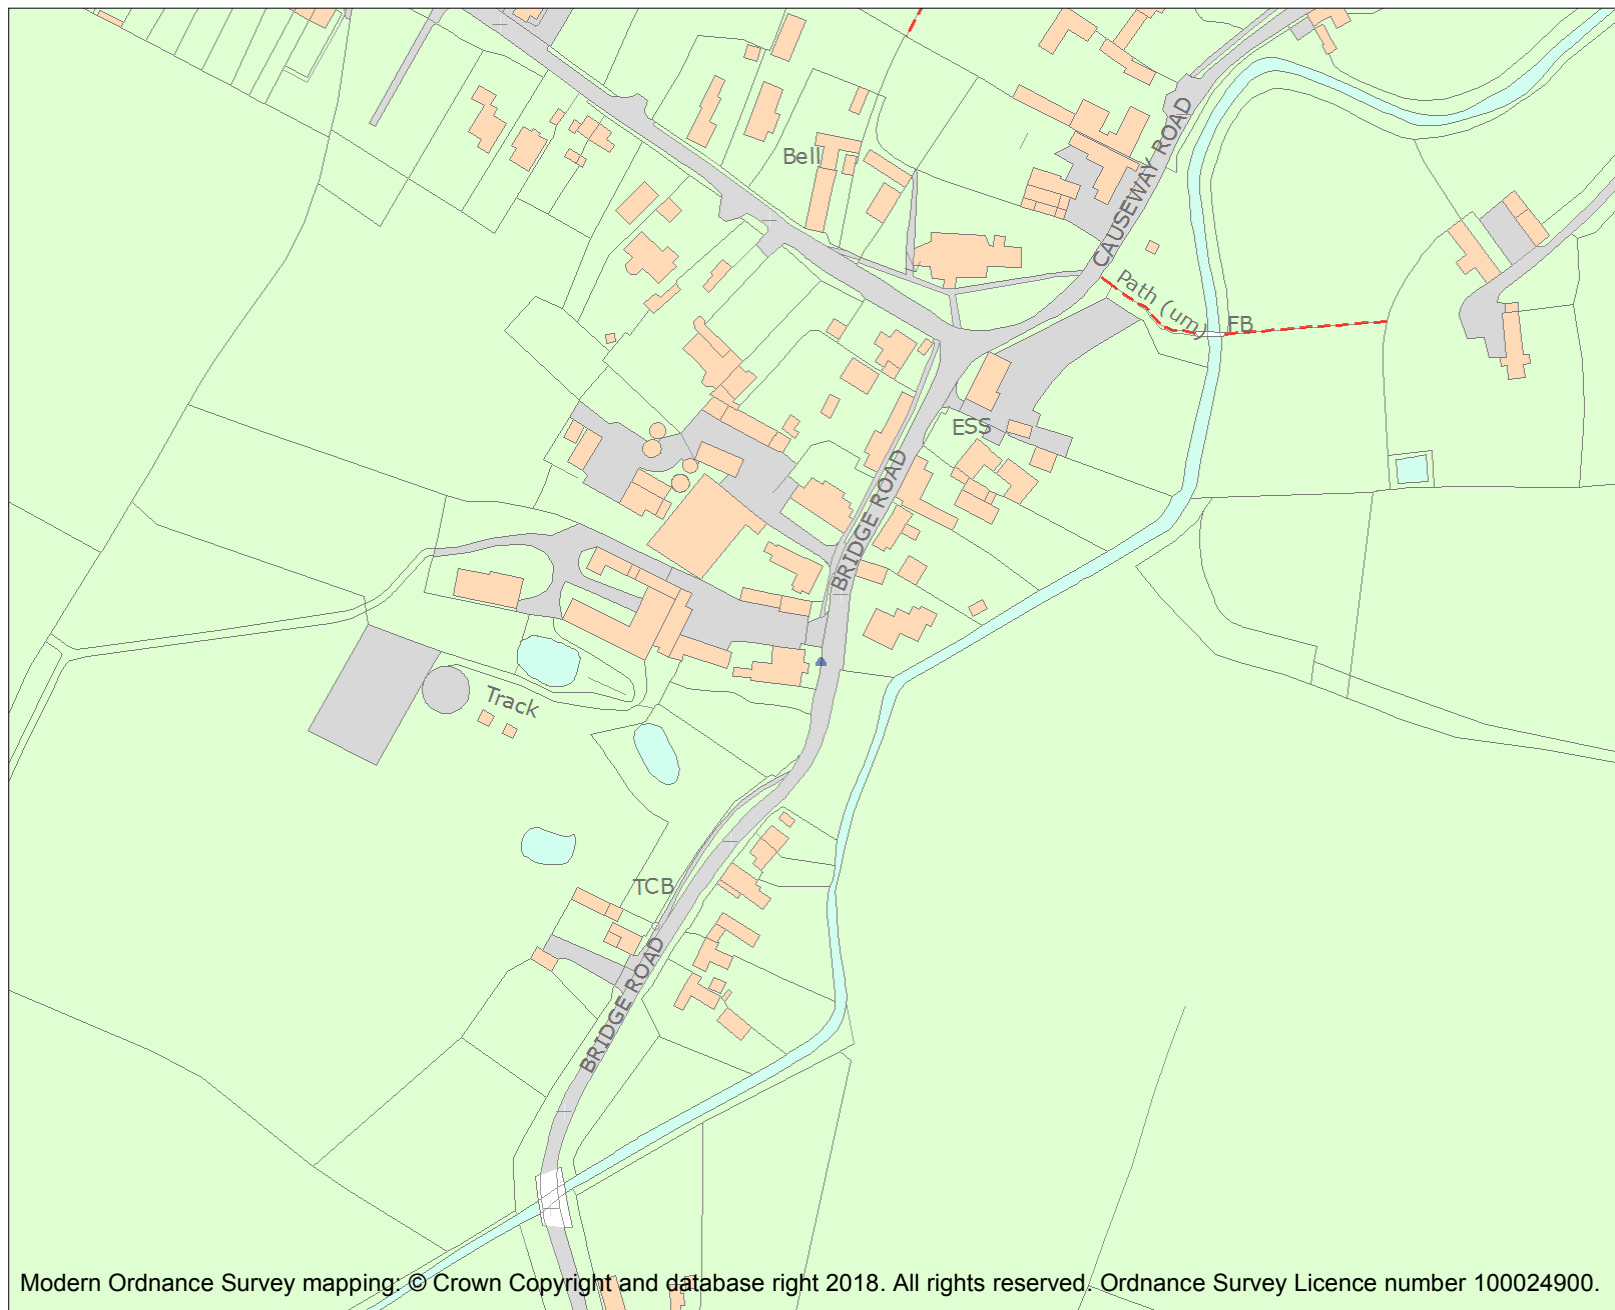 Bell
CAUSEWAY ROAD
Path (um)
FB
ESS
BRIDGE ROAD
Track
TCB
BRIDGE ROAD
Modern Ordnance Survey mapping: © Crown Copyright and database right 2018. All rights reserved. Ordnance Survey Licence number 100024900.